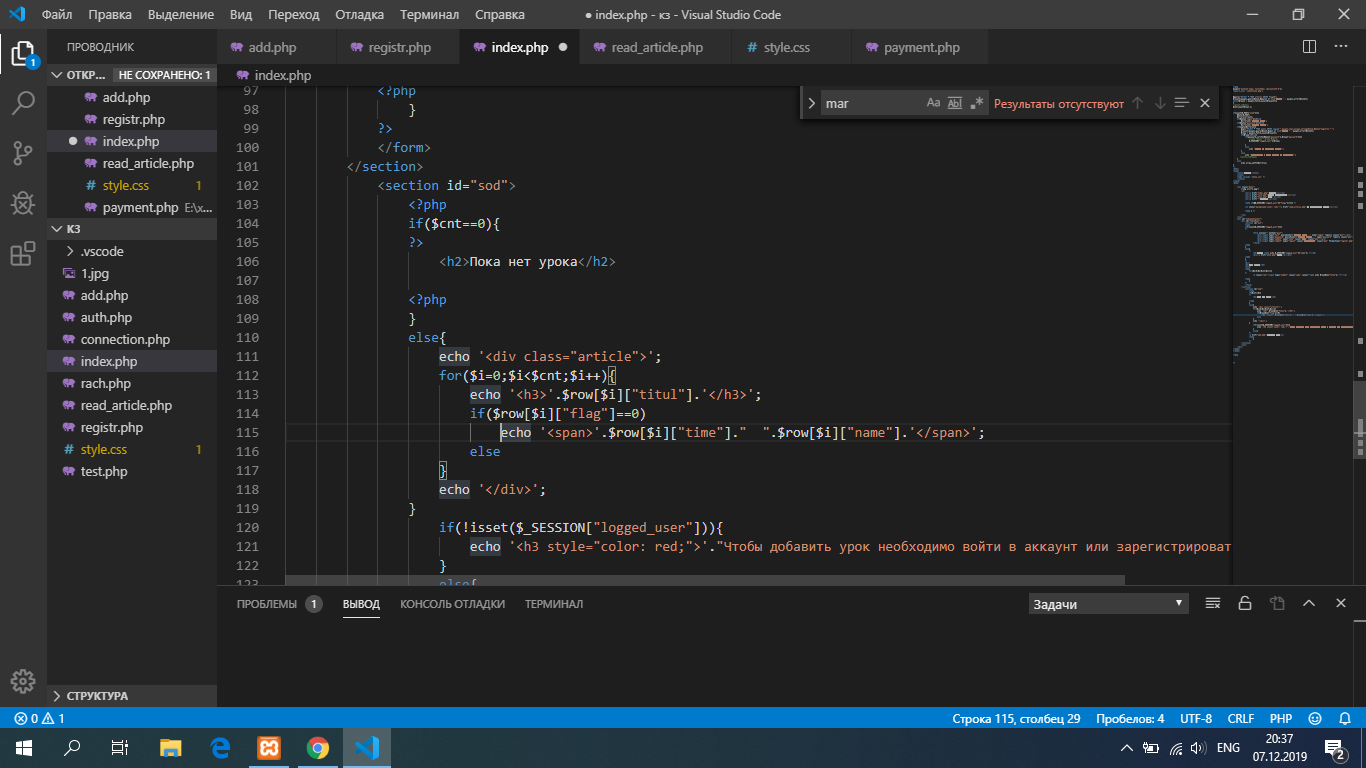 Файл Правка Выделение Вид Переход Отладка Терминал Справка ● index.php - кз - Visual Studio Code
ПРОВОДНИК
add.php registr.php index.php ● read_article.php # style.css payment.php
1
ОТКР... НЕ СОХРАНЕНО: 1
add.php
registr.php
● index.php
read_article.php
# style.css 1
payment.php E:\x...
КЗ
.vscode
1.jpg
add.php
auth.php
connection.php
index.php
rach.php
read_article.php
registr.php
# style.css 1
test.php
СТРУКТУРА
index.php
mar Aa Abl .* Результаты отсутствуют
97 <?php
98 }
99 ?>
100 </form>
101 </section>
102 <section id="sod">
103 <?php
104 if($cnt==0){
105 ?>
106 <h2>Пока нет урока</h2>
107
108 <?php
109 }
110 else{
111 echo '<div class="article">';
112 for($i=0;$i<$cnt;$i++){
113 echo '<h3>'.$row[$i]["titul"].'</h3>';
114 if($row[$i]["flag"]==0)
115 echo '<span>'.$row[$i]["time"]."  ".$row[$i]["name"].'</span>';
116 else
117 }
118 echo '</div>';
119 }
120 if(!isset($_SESSION["logged_user"])){
121 echo '<h3 style="color: red;">'."Чтобы добавить урок необходимо войти в аккаунт или зарегистрироват
122 }
123 else{
ПРОБЛЕМЫ 1 ВЫВОД КОНСОЛЬ ОТЛАДКИ ТЕРМИНАЛ Задачи
0 1 Строка 115, столбец 29 Пробелов: 4 UTF-8 CRLF PHP
ENG 20:37
07.12.2019 2